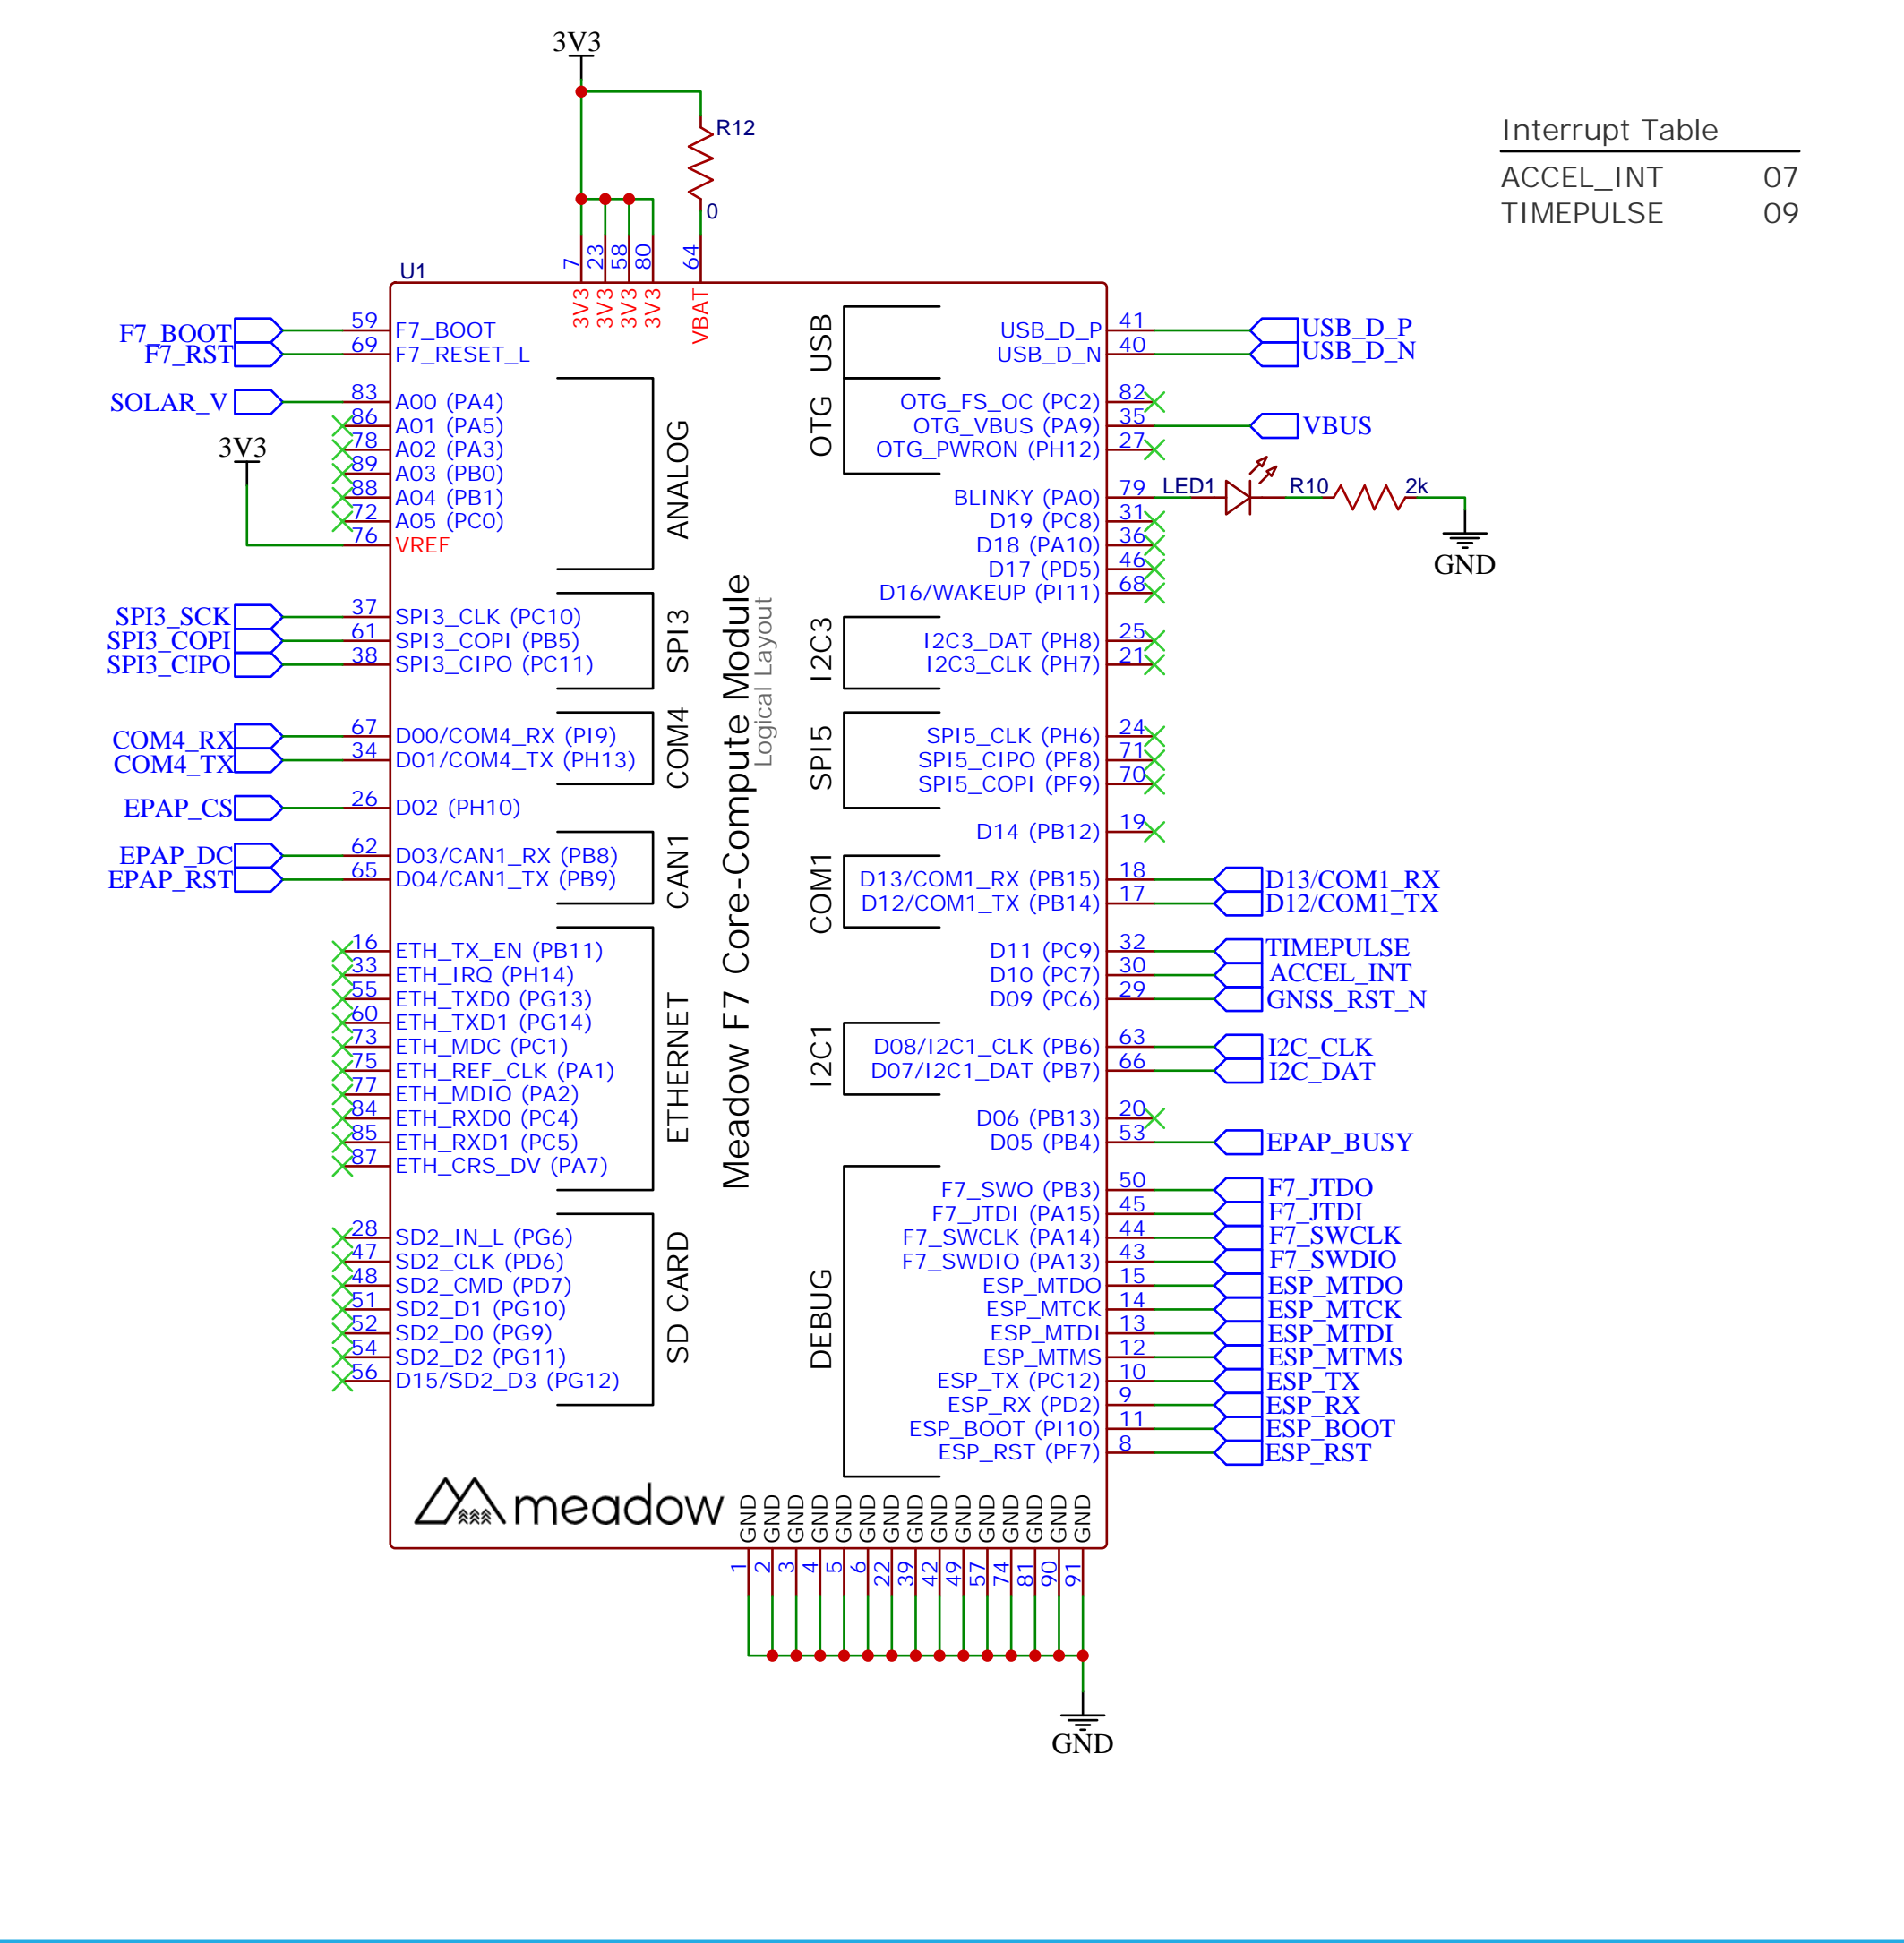 3V3
R12
0
Interrupt Table
ACCEL_INT 07
TIMEPULSE 09
U1
7 23 58 80 64
3V3 3V3 3V3 3V3 VBAT
F7_BOOT 59 F7_BOOT
F7_RST 69 F7_RESET_L
SOLAR_V 83 A00 (PA4)
86 A01 (PA5)
78 A02 (PA3)
3V3
89 A03 (PB0)
88 A04 (PB1)
72 A05 (PC0)
76 VREF
ANALOG
SPI3_SCK 37 SPI3_CLK (PC10)
SPI3_COPI 61 SPI3_COPI (PB5)
SPI3_CIPO 38 SPI3_CIPO (PC11)
SPI3
COM4_RX 67 D00/COM4_RX (PI9)
COM4_TX 34 D01/COM4_TX (PH13)
COM4
EPAP_CS 26 D02 (PH10)
EPAP_DC 62 D03/CAN1_RX (PB8)
EPAP_RST 65 D04/CAN1_TX (PB9)
CAN1
16 ETH_TX_EN (PB11)
33 ETH_IRQ (PH14)
55 ETH_TXD0 (PG13)
60 ETH_TXD1 (PG14)
73 ETH_MDC (PC1)
75 ETH_REF_CLK (PA1)
77 ETH_MDIO (PA2)
84 ETH_RXD0 (PC4)
85 ETH_RXD1 (PC5)
87 ETH_CRS_DV (PA7)
ETHERNET
28 SD2_IN_L (PG6)
47 SD2_CLK (PD6)
48 SD2_CMD (PD7)
51 SD2_D1 (PG10)
52 SD2_D0 (PG9)
54 SD2_D2 (PG11)
56 D15/SD2_D3 (PG12)
SD CARD
Meadow F7 Core-Compute Module
Logical Layout
USB
USB_D_P 41 USB_D_P
USB_D_N 40 USB_D_N
OTG
OTG_FS_OC (PC2) 82
OTG_VBUS (PA9) 35 VBUS
OTG_PWRON (PH12) 27
BLINKY (PA0) 79 LED1 R10 2k
GND
D19 (PC8) 31
D18 (PA10) 36
D17 (PD5) 46
D16/WAKEUP (PI11) 68
I2C3
I2C3_DAT (PH8) 25
I2C3_CLK (PH7) 21
SPI5
SPI5_CLK (PH6) 24
SPI5_CIPO (PF8) 71
SPI5_COPI (PF9) 70
D14 (PB12) 19
COM1
D13/COM1_RX (PB15) 18 D13/COM1_RX
D12/COM1_TX (PB14) 17 D12/COM1_TX
D11 (PC9) 32 TIMEPULSE
D10 (PC7) 30 ACCEL_INT
D09 (PC6) 29 GNSS_RST_N
I2C1
D08/I2C1_CLK (PB6) 63 I2C_CLK
D07/I2C1_DAT (PB7) 66 I2C_DAT
D06 (PB13) 20
D05 (PB4) 53 EPAP_BUSY
DEBUG
F7_SWO (PB3) 50 F7_JTDO
F7_JTDI (PA15) 45 F7_JTDI
F7_SWCLK (PA14) 44 F7_SWCLK
F7_SWDIO (PA13) 43 F7_SWDIO
ESP_MTDO 15 ESP_MTDO
ESP_MTCK 14 ESP_MTCK
ESP_MTDI 13 ESP_MTDI
ESP_MTMS 12 ESP_MTMS
ESP_TX (PC12) 10 ESP_TX
ESP_RX (PD2) 9 ESP_RX
ESP_BOOT (PI10) 11 ESP_BOOT
ESP_RST (PF7) 8 ESP_RST
meadow
GND GND GND GND GND GND GND GND GND GND GND GND GND GND GND
1 2 3 4 5 6 22 39 42 49 57 74 81 90 91
GND